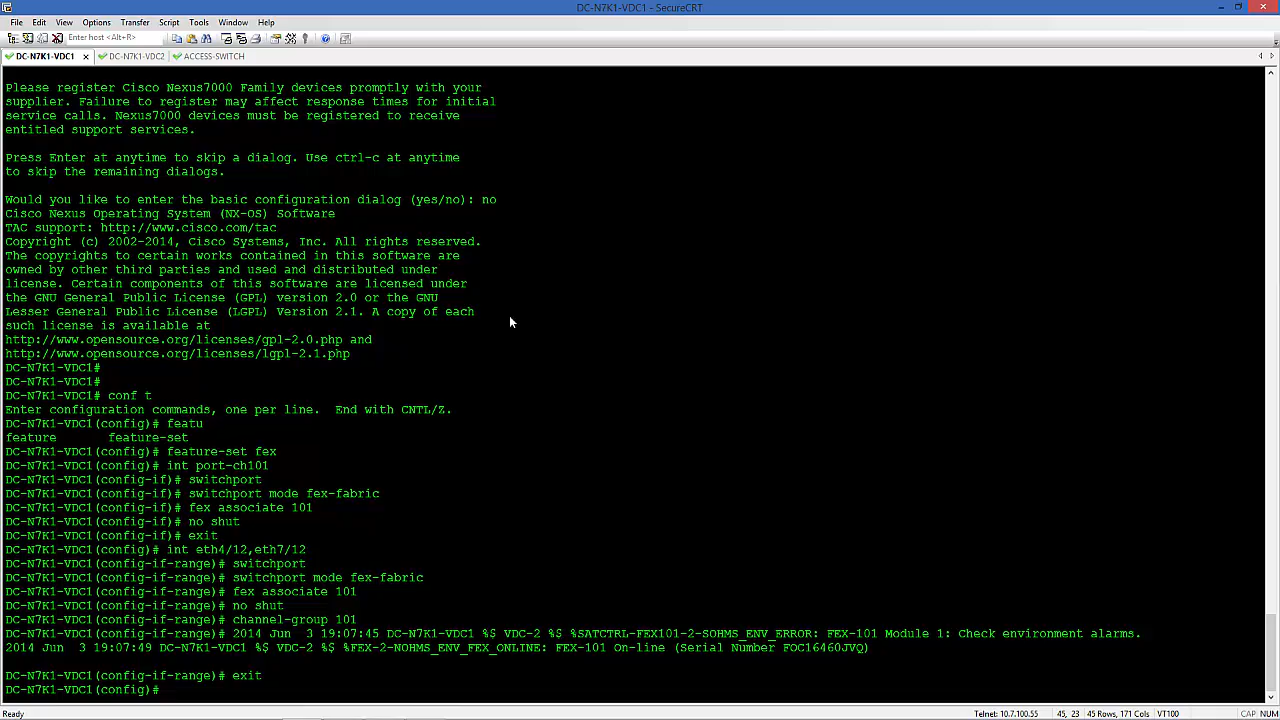 DC-N7K1-VDC1 - SecureCRT
File Edit View Options Transfer Script Tools Window Help
Enter host <Alt+R>
DC-N7K1-VDC1 x DC-N7K1-VDC2 ACCESS-SWITCH
Please register Cisco Nexus7000 Family devices promptly with your
supplier. Failure to register may affect response times for initial
service calls. Nexus7000 devices must be registered to receive
entitled support services.
Press Enter at anytime to skip a dialog. Use ctrl-c at anytime
to skip the remaining dialogs.
Would you like to enter the basic configuration dialog (yes/no): no
Cisco Nexus Operating System (NX-OS) Software
TAC support: http://www.cisco.com/tac
Copyright (c) 2002-2014, Cisco Systems, Inc. All rights reserved.
The copyrights to certain works contained in this software are
owned by other third parties and used and distributed under
license. Certain components of this software are licensed under
the GNU General Public License (GPL) version 2.0 or the GNU
Lesser General Public License (LGPL) Version 2.1. A copy of each
such license is available at
http://www.opensource.org/licenses/gpl-2.0.php and
http://www.opensource.org/licenses/lgpl-2.1.php
DC-N7K1-VDC1#
DC-N7K1-VDC1#
DC-N7K1-VDC1# conf t
Enter configuration commands, one per line.  End with CNTL/Z.
DC-N7K1-VDC1(config)# featu
feature       feature-set
DC-N7K1-VDC1(config)# feature-set fex
DC-N7K1-VDC1(config)# int port-ch101
DC-N7K1-VDC1(config-if)# switchport
DC-N7K1-VDC1(config-if)# switchport mode fex-fabric
DC-N7K1-VDC1(config-if)# fex associate 101
DC-N7K1-VDC1(config-if)# no shut
DC-N7K1-VDC1(config-if)# exit
DC-N7K1-VDC1(config)# int eth4/12,eth7/12
DC-N7K1-VDC1(config-if-range)# switchport
DC-N7K1-VDC1(config-if-range)# switchport mode fex-fabric
DC-N7K1-VDC1(config-if-range)# fex associate 101
DC-N7K1-VDC1(config-if-range)# no shut
DC-N7K1-VDC1(config-if-range)# channel-group 101
DC-N7K1-VDC1(config-if-range)# 2014 Jun  3 19:07:45 DC-N7K1-VDC1 %$ VDC-2 %$ %SATCTRL-FEX101-2-SOHMS_ENV_ERROR: FEX-101 Module 1: Check environment alarms.
2014 Jun  3 19:07:49 DC-N7K1-VDC1 %$ VDC-2 %$ %FEX-2-NOHMS_ENV_FEX_ONLINE: FEX-101 On-line (Serial Number FOC16460JVQ)
DC-N7K1-VDC1(config-if-range)# exit
DC-N7K1-VDC1(config)#
Ready Telnet: 10.7.100.55 45, 23 45 Rows, 171 Cols VT100 CAP NUM